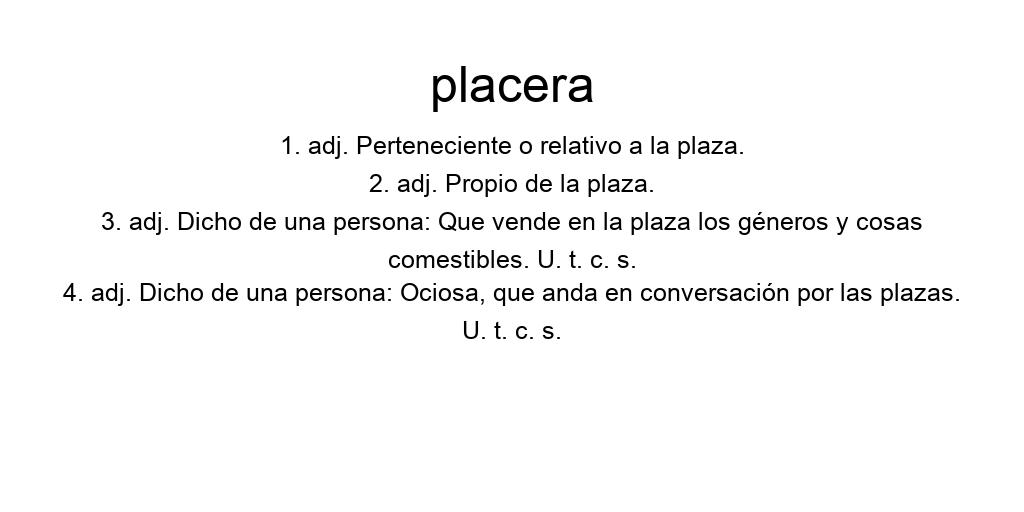 placera
1. adj. Perteneciente o relativo a la plaza.
2. adj. Propio de la plaza.
3. adj. Dicho de una persona: Que vende en la plaza los géneros y cosas
comestibles. U. t. c. s.
4. adj. Dicho de una persona: Ociosa, que anda en conversación por las plazas.
U. t. c. s.